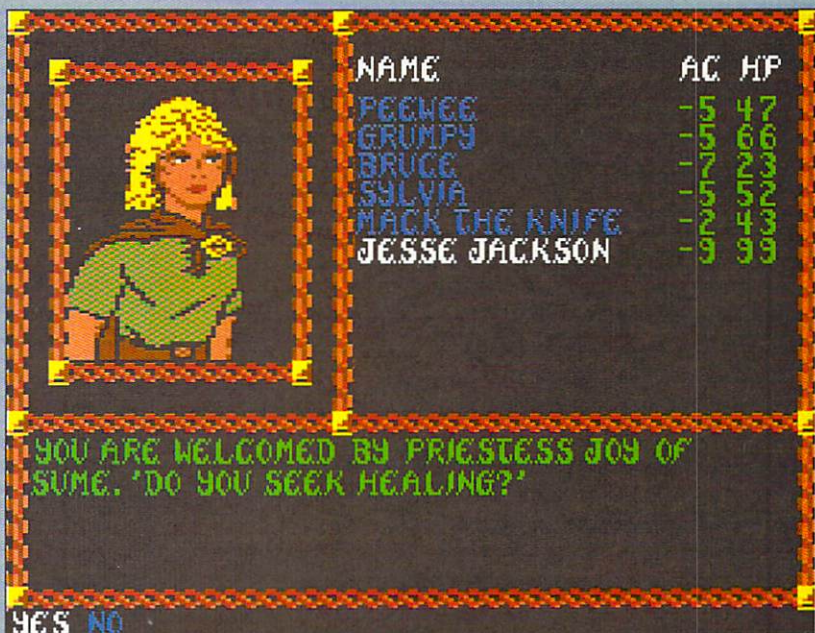 NAME AC HP
PEEWEE -5 47
GRUMPY -5 66
BRUCE -7 23
SYLVIA -5 52
MACK THE KNIFE -2 43
JESSE JACKSON -9 99
YOU ARE WELCOMED BY PRIESTESS JOY OF
SUME. 'DO YOU SEEK HEALING?'
YES NO